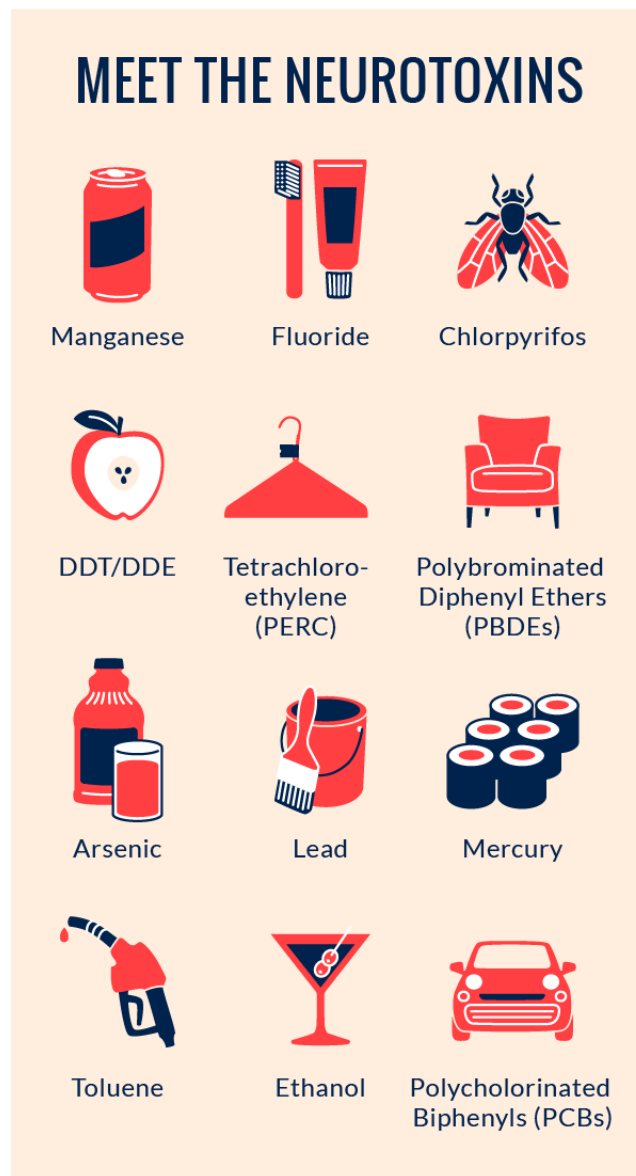 MEET THE NEUROTOXINS
Manganese
Fluoride
Chlorpyrifos
DDT/DDE
Tetrachloro-
ethylene
(PERC)
Polybrominated
Diphenyl Ethers
(PBDEs)
Arsenic
Lead
Mercury
Toluene
Ethanol
Polycholorinated
Biphenyls (PCBs)